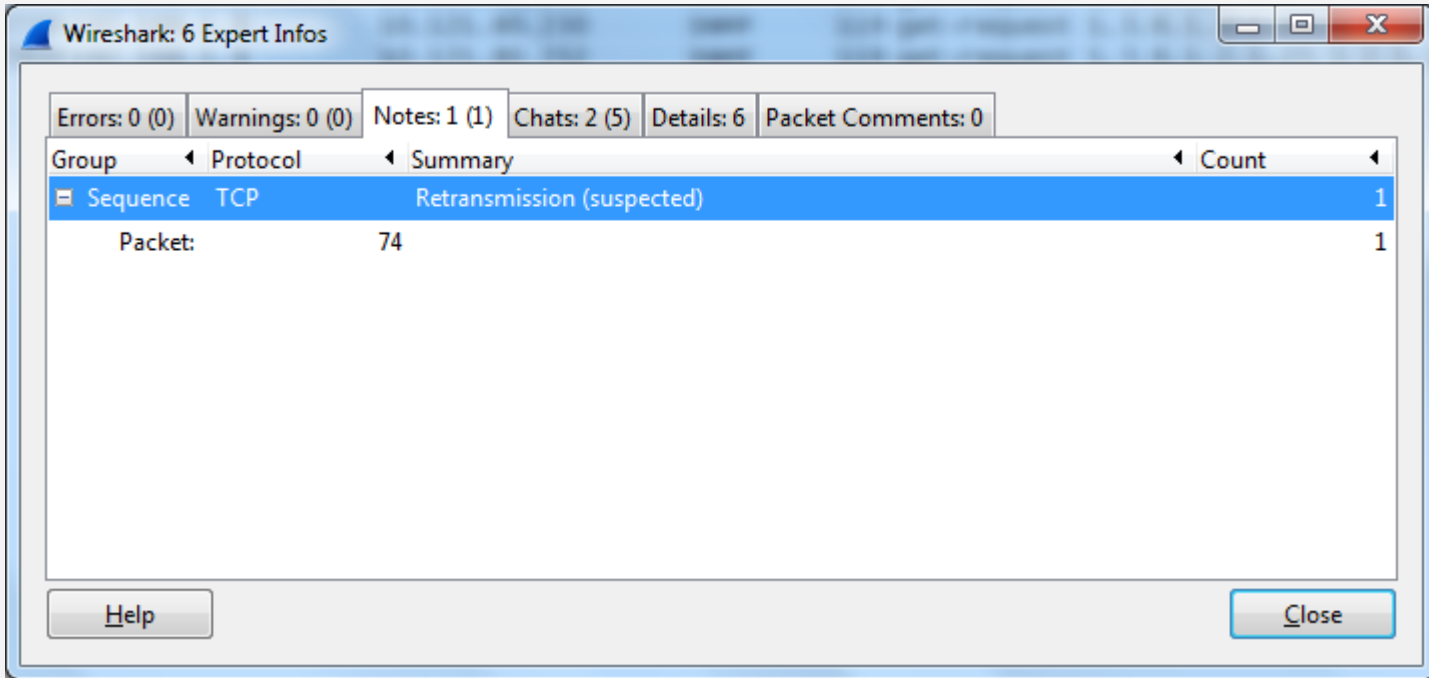 Wireshark: 6 Expert Infos
Errors: 0 (0) Warnings: 0 (0) Notes: 1 (1) Chats: 2 (5) Details: 6 Packet Comments: 0
Group Protocol Summary Count
Sequence TCP Retransmission (suspected) 1
Packet: 74 1
Help Close